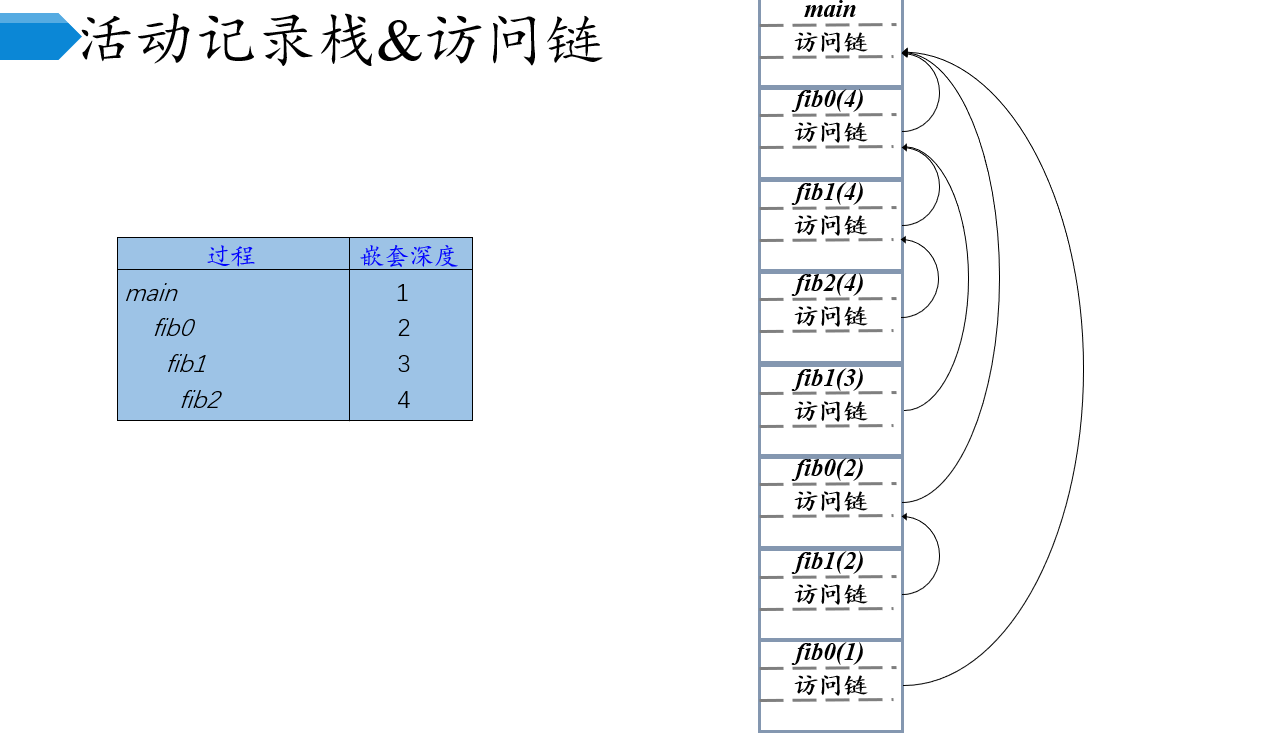 活动记录栈&访问链
过程 嵌套深度
main 1
fib0 2
fib1 3
fib2 4
main
访问链
fib0(4)
访问链
fib1(4)
访问链
fib2(4)
访问链
fib1(3)
访问链
fib0(2)
访问链
fib1(2)
访问链
fib0(1)
访问链